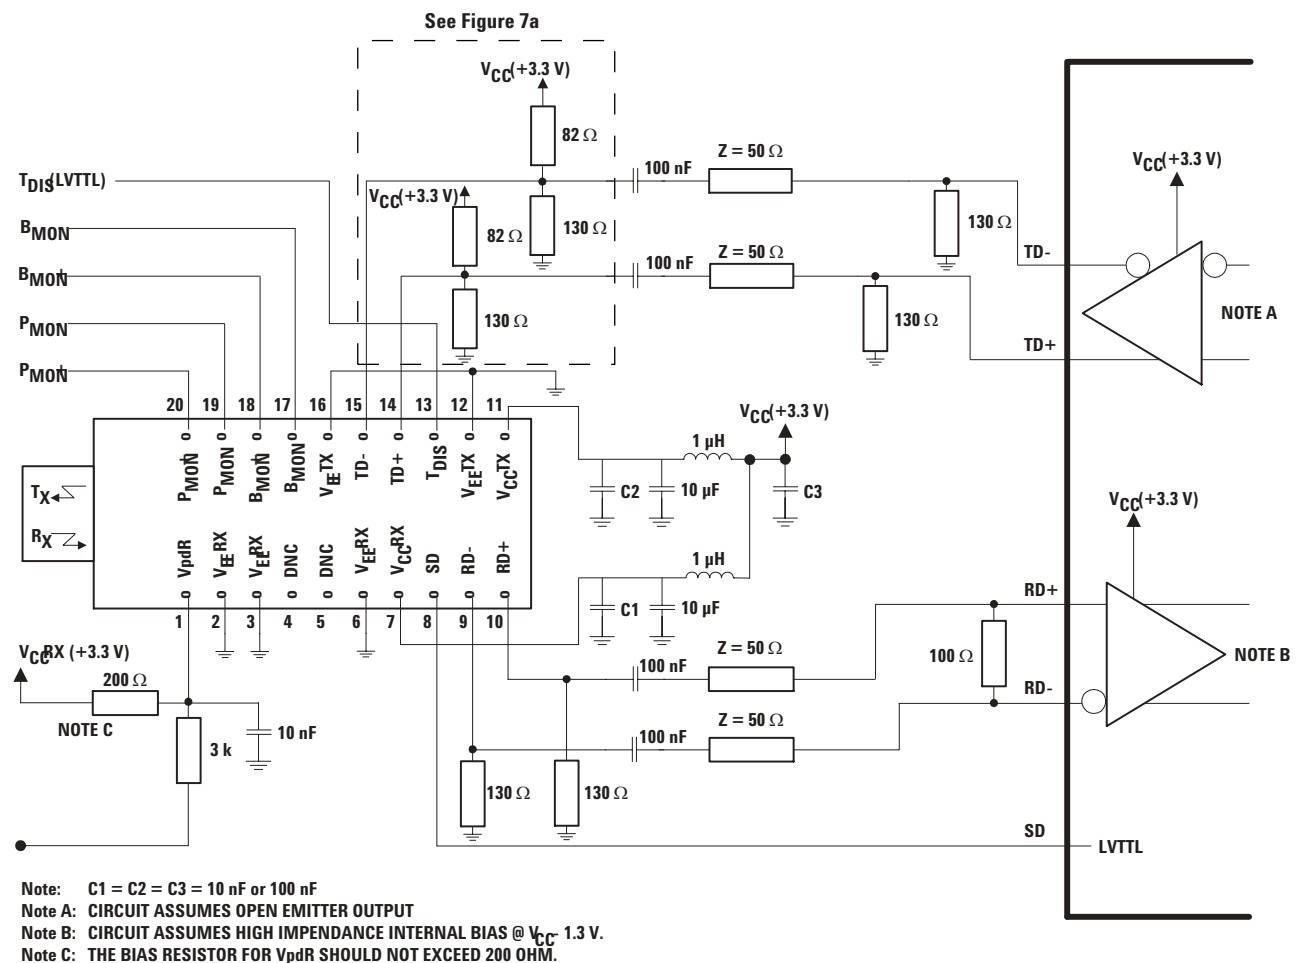 See Figure 7a
VCC(+3.3 V)
82 Ω
TDIS(LVTTL)
100 nF
Z = 50 Ω
VCC(+3.3 V)
VCC(+3.3 V)
BMON-
82 Ω
130 Ω
130 Ω
TD-
BMON+
100 nF
Z = 50 Ω
PMON-
130 Ω
130 Ω
NOTE A
TD+
PMON+
20 19 18 17 16 15 14 13 12 11
VCC(+3.3 V)
PMON+
PMON-
BMON+
BMON-
VEETX
TD-
TD+
TDIS
VEETX
VCCTX
1 µH
C2
10 µF
C3
TX
RX
VCC(+3.3 V)
VpdR
VEERX
VEERX
DNC
DNC
VEERX
VCCRX
SD
RD-
RD+
1 µH
C1
10 µF
RD+
1 2 3 4 5 6 7 8 9 10
VCCRX (+3.3 V)
200 Ω
100 nF
Z = 50 Ω
100 Ω
NOTE B
RD-
NOTE C
10 nF
3 k
100 nF
Z = 50 Ω
130 Ω
130 Ω
SD
LVTTL
Note: C1 = C2 = C3 = 10 nF or 100 nF
Note A: CIRCUIT ASSUMES OPEN EMITTER OUTPUT
Note B: CIRCUIT ASSUMES HIGH IMPENDANCE INTERNAL BIAS @ VCC - 1.3 V.
Note C: THE BIAS RESISTOR FOR VpdR SHOULD NOT EXCEED 200 OHM.